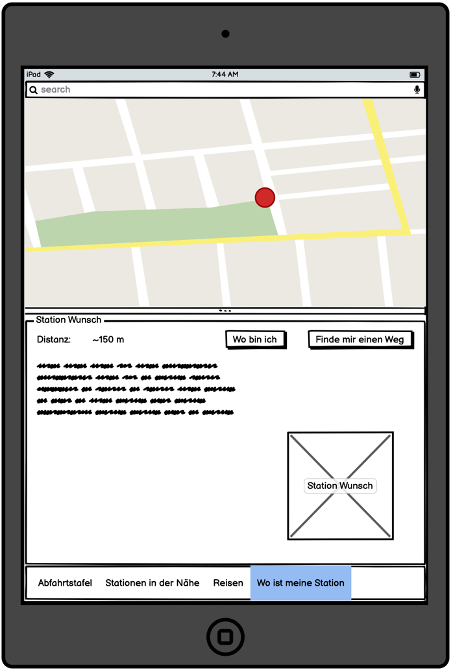 iPod 7:44 AM
search
Station Wunsch
Distanz: ~150 m Wo bin ich Finde mir einen Weg
Station Wunsch
Abfahrtstafel Stationen in der Nähe Reisen Wo ist meine Station